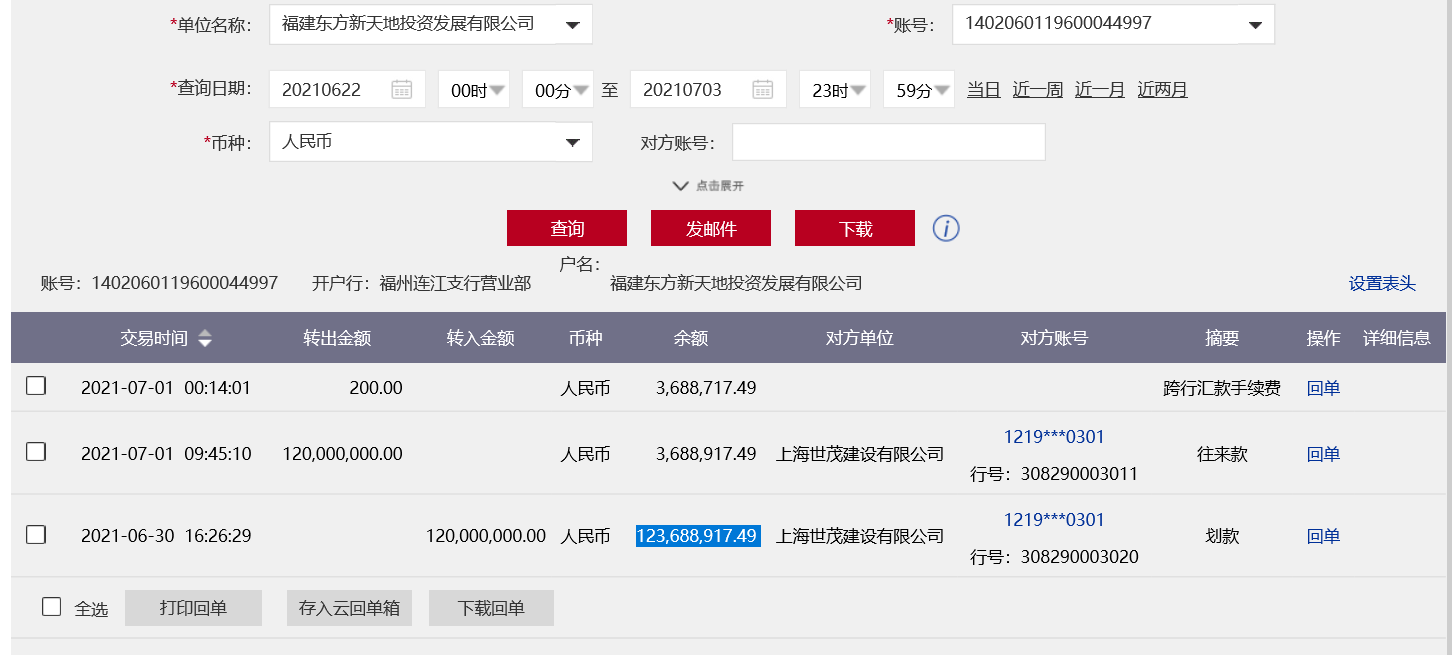 *单位名称： 福建东方新天地投资发展有限公司 *账号： 1402060119600044997
*查询日期： 20210622 00时 00分 至 20210703 23时 59分 当日 近一周 近一月 近两月
*币种： 人民币 对方账号：
点击展开
查询 发邮件 下载
账号：1402060119600044997 开户行：福州连江支行营业部 户名： 福建东方新天地投资发展有限公司 设置表头
交易时间 转出金额 转入金额 币种 余额 对方单位 对方账号 摘要 操作 详细信息
2021-07-01 00:14:01 200.00 人民币 3,688,717.49 跨行汇款手续费 回单
2021-07-01 09:45:10 120,000,000.00 人民币 3,688,917.49 上海世茂建设有限公司 1219***0301 往来款 回单
行号：308290003011
2021-06-30 16:26:29 120,000,000.00 人民币 123,688,917.49 上海世茂建设有限公司 1219***0301 划款 回单
行号：308290003020
全选 打印回单 存入云回单箱 下载回单